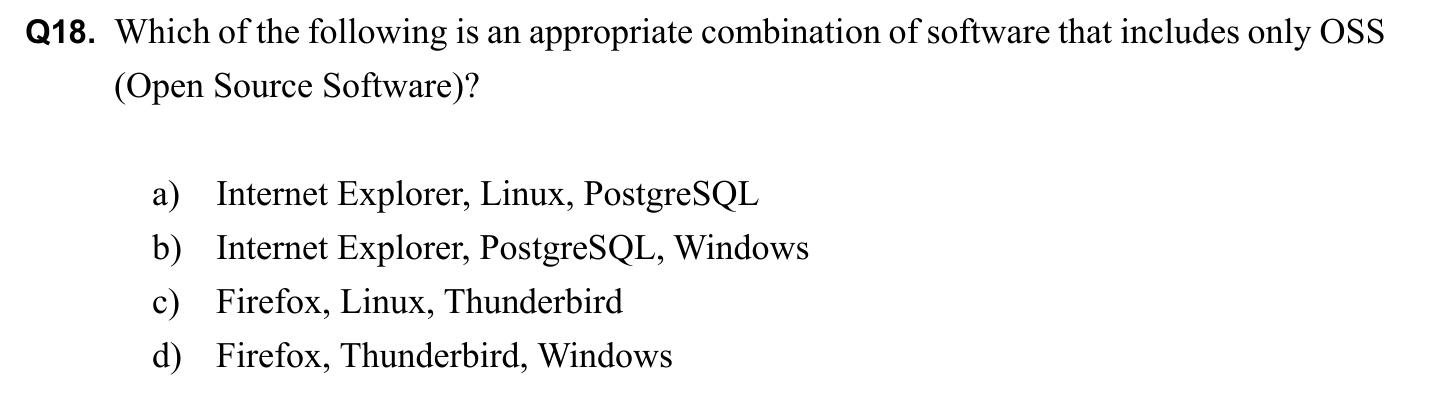 Q18. Which of the following is an appropriate combination of software that includes only OSS
(Open Source Software)?
a) Internet Explorer, Linux, PostgreSQL
b) Internet Explorer, PostgreSQL, Windows
c) Firefox, Linux, Thunderbird
d) Firefox, Thunderbird, Windows